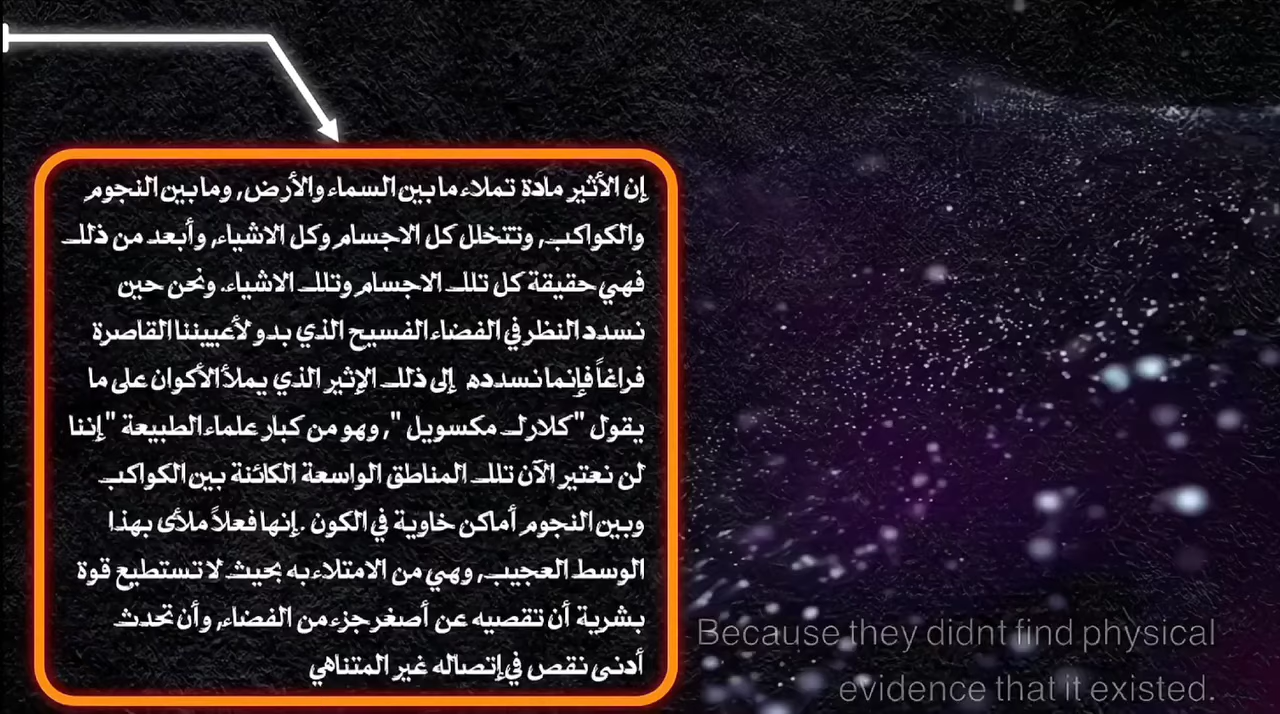 إن الأثير مادة تملاء ما بين السماء والأرض, وما بين النجوم
والكواكب, وتتخلل كل الاجسام وكل الاشياء, وأبعد من ذلك
فهي حقيقة كل تلك الاجسام وتلك الاشياء. ونحن حين
نسدد النظر في الفضاء الفسيح الذي يدو لأعييننا القاصرة
فراغاً فإنما نسدده إلى ذلك الإثير الذي يملأ الأكوان على ما
يقول "كلارك مكسويل ", وهو من كبار علماء الطبيعة "إننا
لن نعتبر الآن تلك المناطق الواسعة الكائنة بين الكواكب
وبين النجوم أماكن خاوية في الكون .إنها فعلاً ملأى بهذا
الوسط العجيب, وهي من الامتلاء به بحيث لا تستطيع قوة
بشرية أن تقصيه عن أصغر جزء من الفضاء, وأن تحدث
أدنى نقص في إتصاله غير المتناهي
Because they didnt find physical
evidence that it existed.